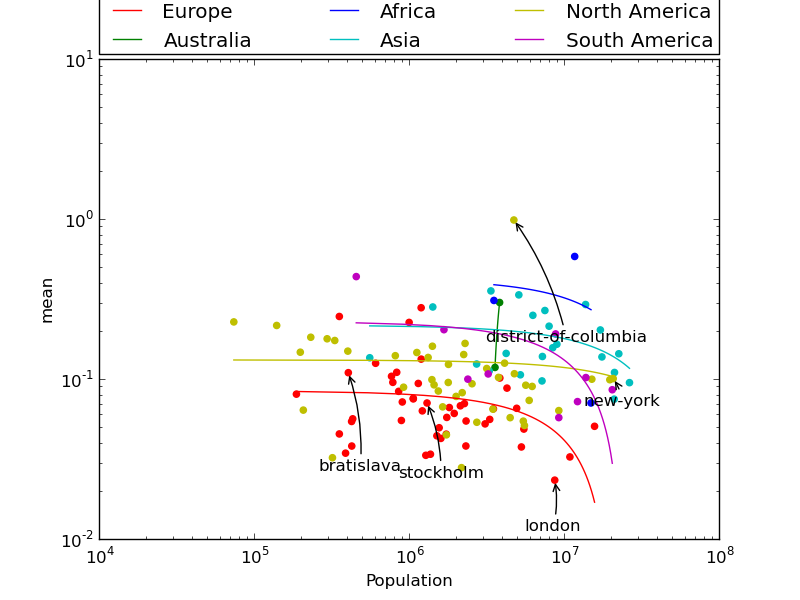 Europe Africa North America
Australia Asia South America
10^1
10^0
10^-1
10^-2
mean
district-of-columbia
new-york
bratislava
stockholm
london
10^4 10^5 10^6 10^7 10^8
Population